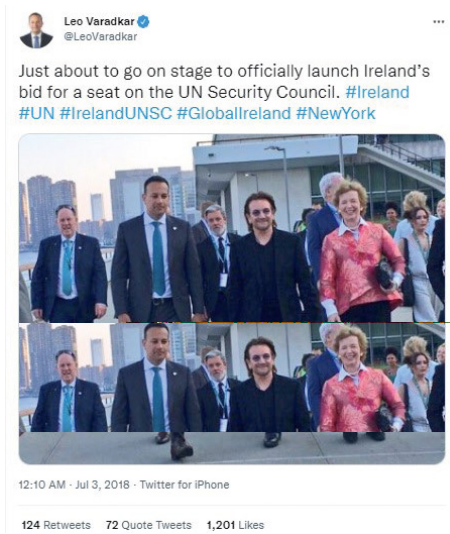 Leo Varadkar
@LeoVaradkar
Just about to go on stage to officially launch Ireland's
bid for a seat on the UN Security Council. #Ireland
#UN #IrelandUNSC #GlobalIreland #NewYork
12:10 AM · Jul 3, 2018 · Twitter for iPhone
124 Retweets 72 Quote Tweets 1,201 Likes